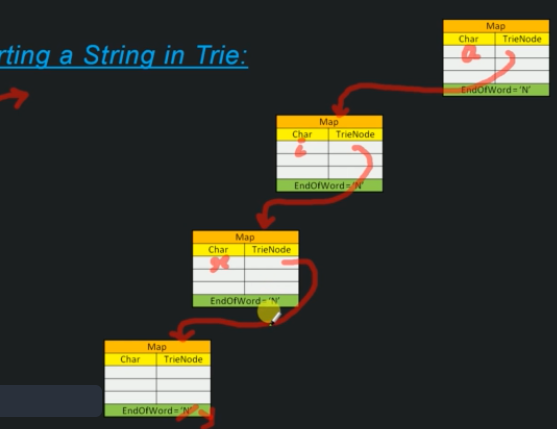 rting a String in Trie:
Map
Char TrieNode
a
EndOfWord='N'
Map
Char TrieNode
i
EndOfWord='N'
Map
Char TrieNode
EndOfWord='N'
Map
Char TrieNode
EndOfWord='N'